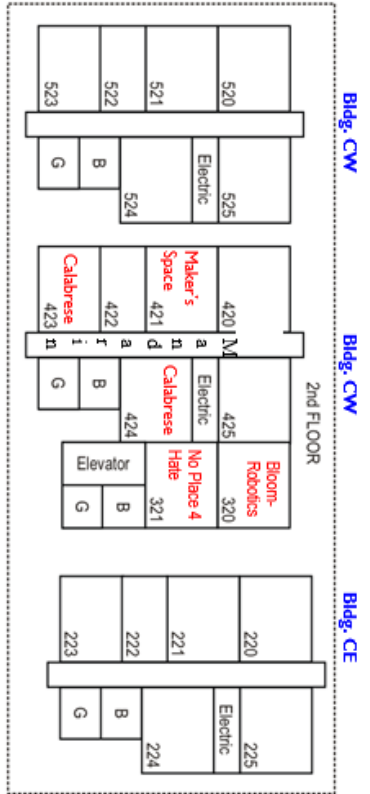 Bldg. CW
Bldg. CW
Bldg. CE
2nd FLOOR
520
525
521
Electric
522
524
B
523
G
420
425
Maker's
Space
421
Electric
422
Calabrese
424
B
Calabrese
423
G
Mandarin
Bloom-
Robotics
320
No Place 4
Hate
321
Elevator
B
G
220
225
221
Electric
222
224
B
223
G